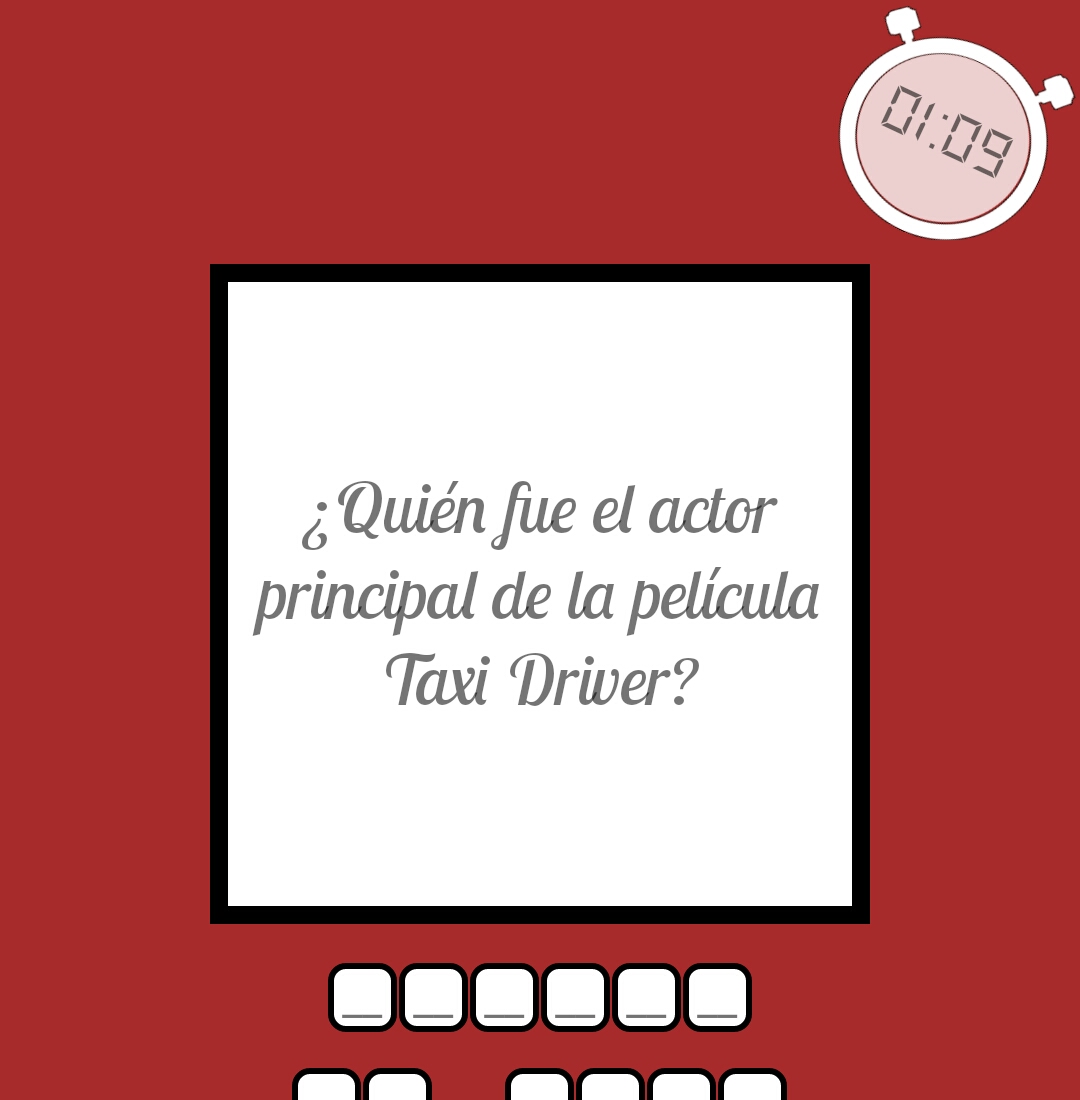 01:09
¿Quién fue el actor
principal de la película
Taxi Driver?
_ _ _ _ _ _